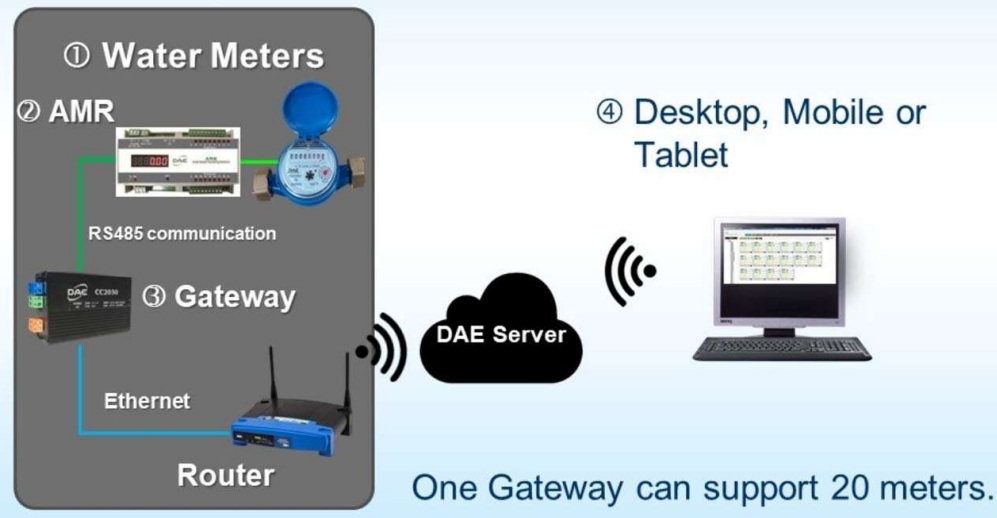 ① Water Meters
② AMR
DAE
RS485 communication
DAE CC2030
③ Gateway
Ethernet
Router
DAE Server
④ Desktop, Mobile or
Tablet
One Gateway can support 20 meters.